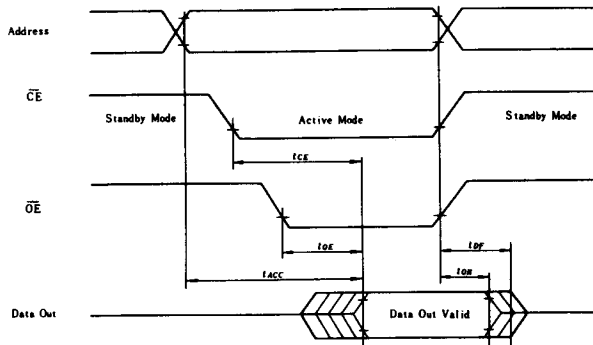 Address
CE
Standby Mode Active Mode Standby Mode
tCE
OE
tOE tDF
tACC tOH
Data Out Data Out Valid